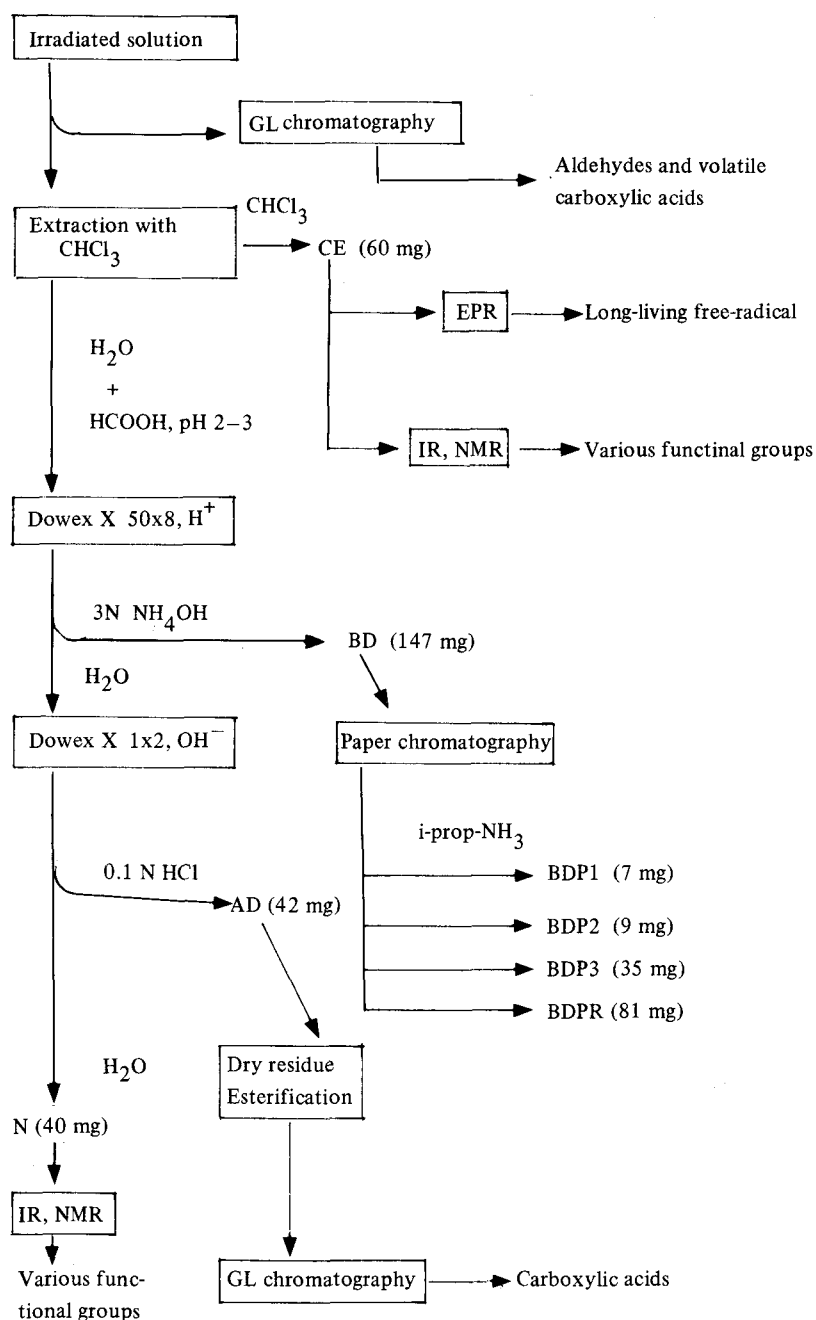 Irradiated solution
GL chromatography
Aldehydes and volatile
carboxylic acids
Extraction with
CHCl3
CHCl3
CE (60 mg)
EPR
Long-living free-radical
H2O
+
HCOOH, pH 2–3
IR, NMR
Various functinal groups
Dowex X 50x8, H+
3N NH4OH
BD (147 mg)
H2O
Dowex X 1x2, OH−
Paper chromatography
i-prop-NH3
0.1 N HCl
AD (42 mg)
BDP1 (7 mg)
BDP2 (9 mg)
BDP3 (35 mg)
BDPR (81 mg)
H2O
Dry residue
Esterification
N (40 mg)
IR, NMR
Various func-
tional groups
GL chromatography
Carboxylic acids